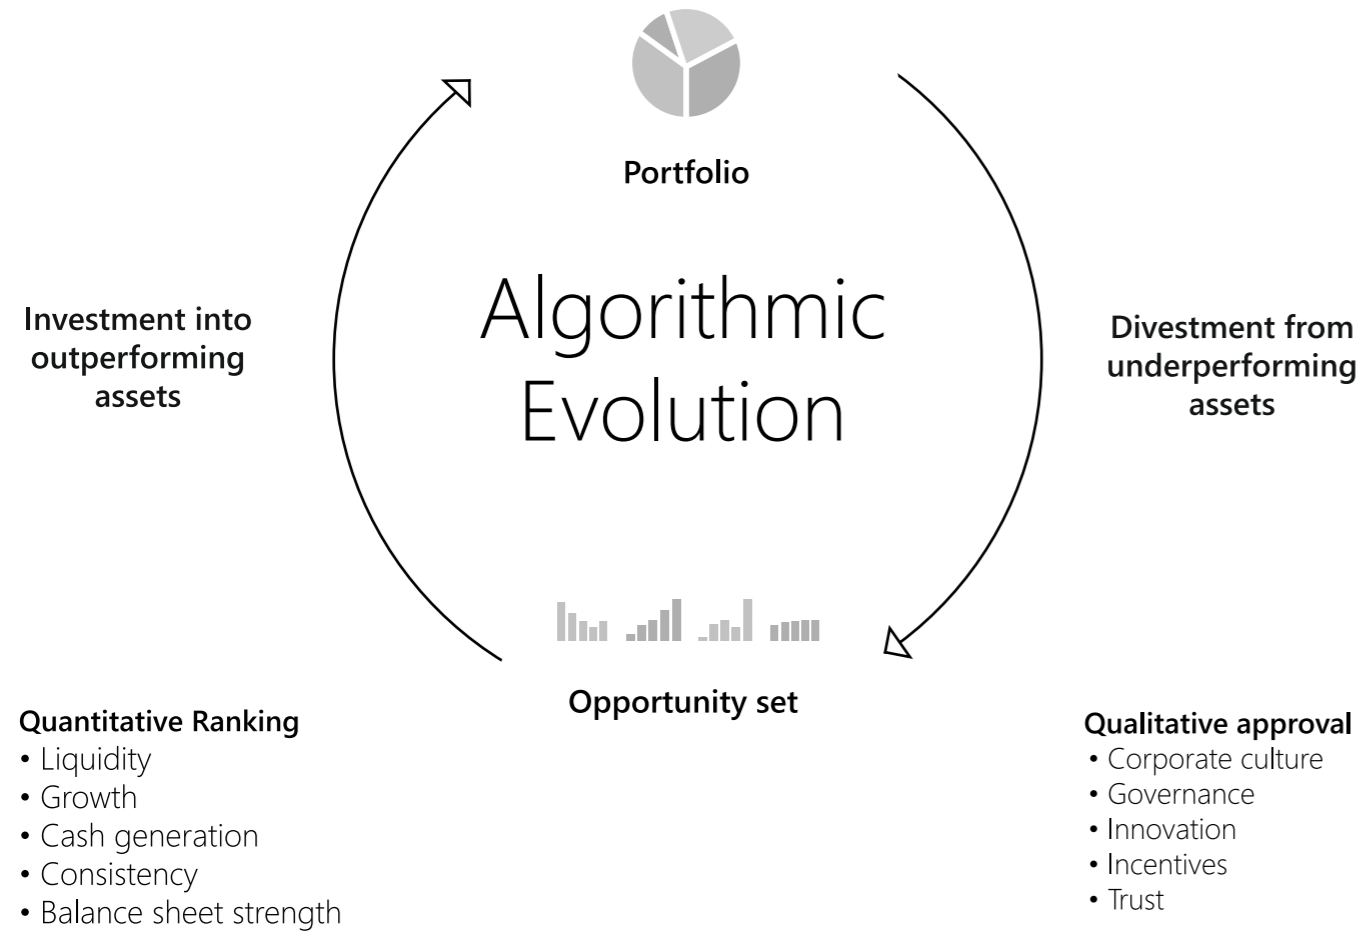 Portfolio
Algorithmic
Evolution
Investment into
outperforming
assets
Divestment from
underperforming
assets
Opportunity set
Quantitative Ranking
• Liquidity
• Growth
• Cash generation
• Consistency
• Balance sheet strength
Qualitative approval
• Corporate culture
• Governance
• Innovation
• Incentives
• Trust